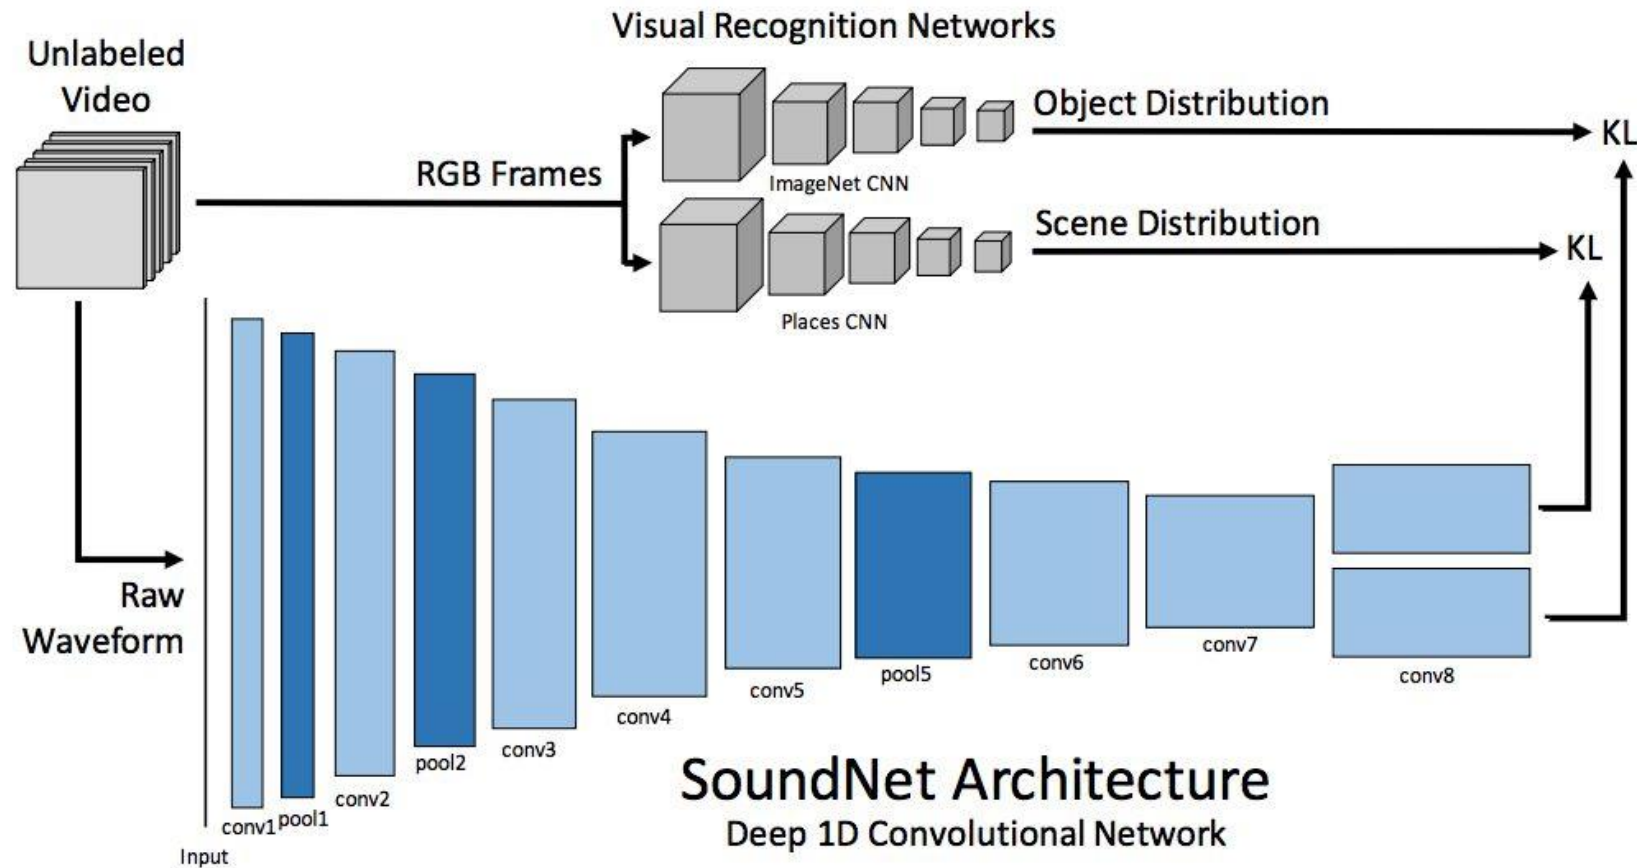 Visual Recognition Networks
Unlabeled
Video
Object Distribution
KL
RGB Frames
ImageNet CNN
Scene Distribution
KL
Places CNN
Raw
Waveform
Input
conv1
pool1
conv2
pool2
conv3
conv4
conv5
pool5
conv6
conv7
conv8
SoundNet Architecture
Deep 1D Convolutional Network